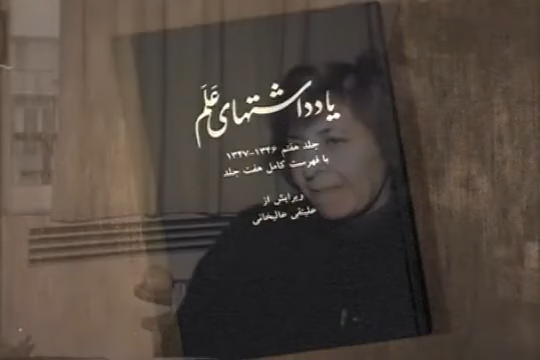 یادداشتهای عَلَم
جلد هفتم ۱۳۴۶-۱۳۴۷
با فهرست کامل هفت جلد
ویرایش از
علینقی عالیخانی